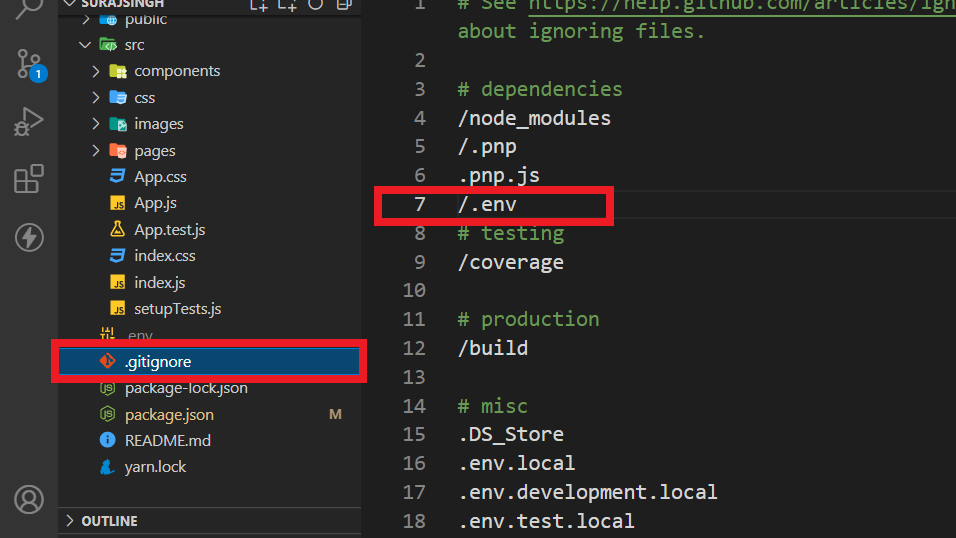 SURAJSINGH
public
src
components
css
images
pages
App.css
App.js
App.test.js
index.css
index.js
setupTests.js
.env
.gitignore
package-lock.json
package.json M
README.md
yarn.lock
OUTLINE
1
1 # See https://help.github.com/articles/ign
about ignoring files.
2
3 # dependencies
4 /node_modules
5 /.pnp
6 .pnp.js
7 /.env
8 # testing
9 /coverage
10
11 # production
12 /build
13
14 # misc
15 .DS_Store
16 .env.local
17 .env.development.local
18 .env.test.local